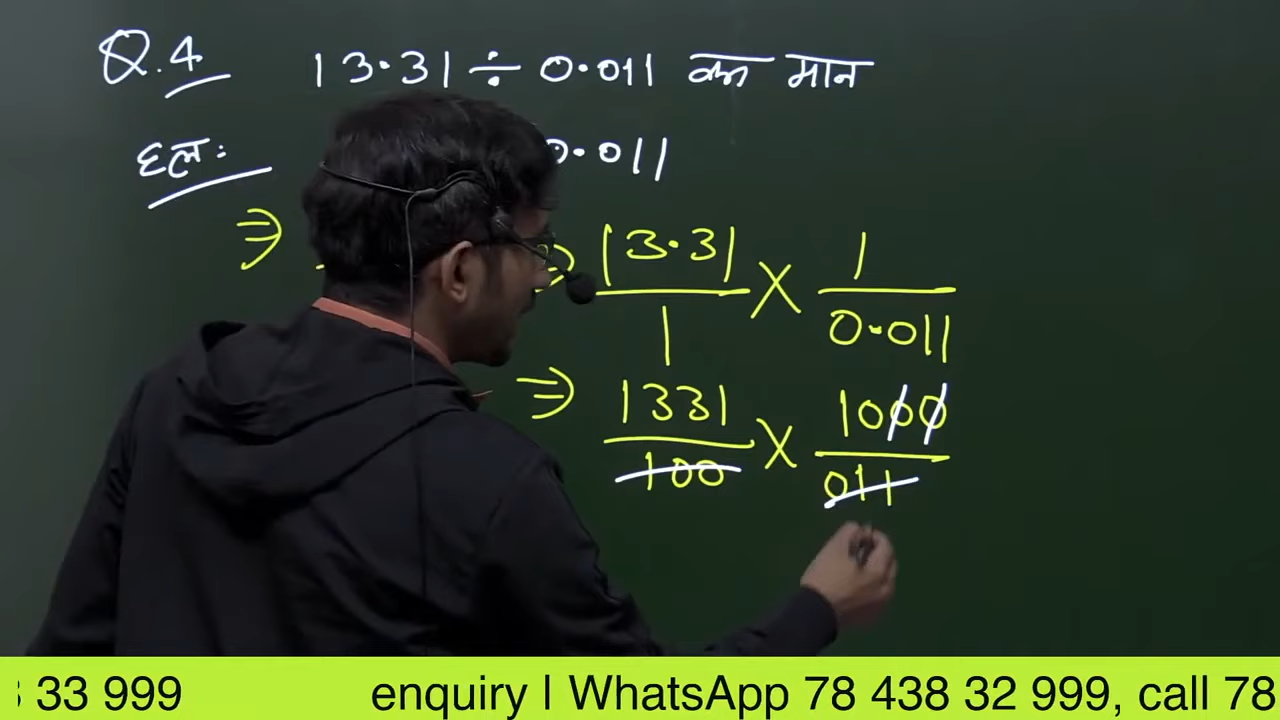 Q.4 13.31 ÷ 0.011 का मान
हल: 0.011
⇒ ⇒ 13.31/1 × 1/0.011
⇒ 1331/100 × 1000/011
33 999 enquiry | WhatsApp 78 438 32 999, call 78